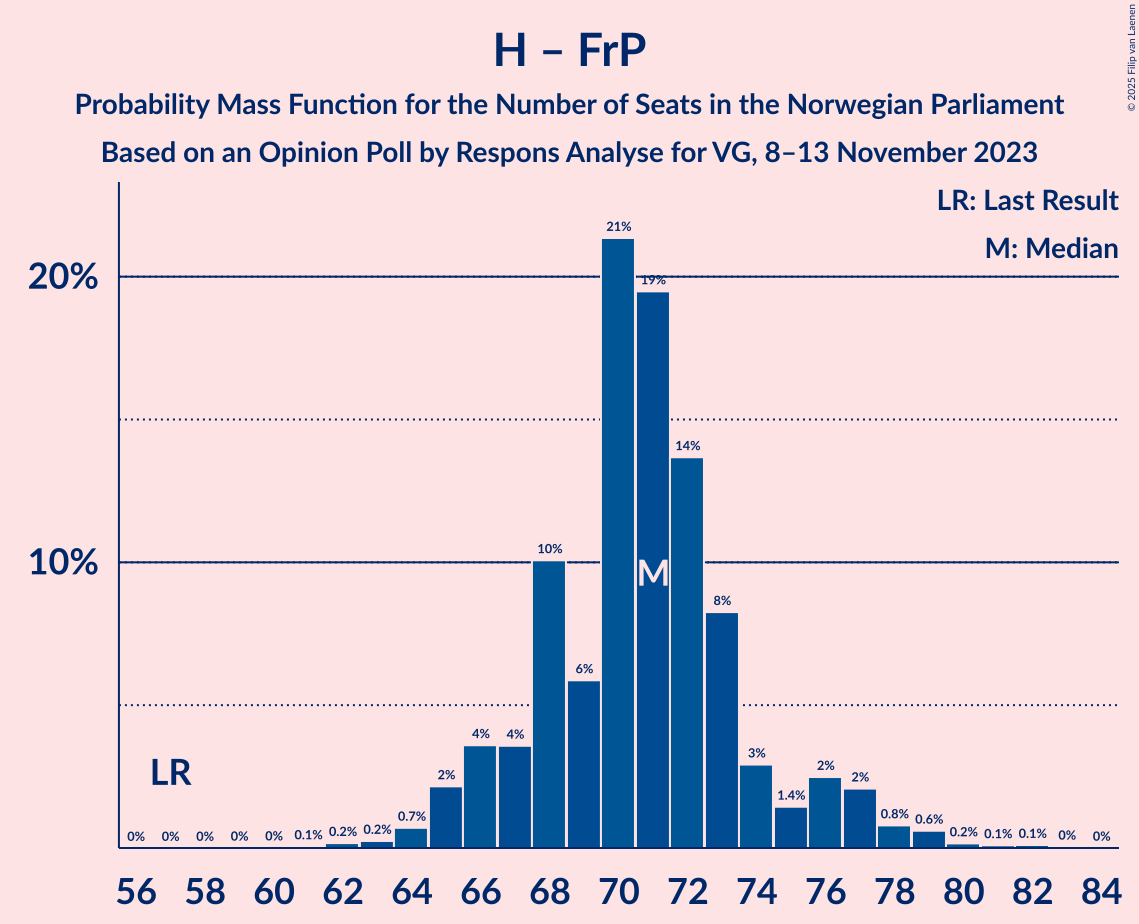 © 2025 Filip van Laenen
H – FrP
Probability Mass Function for the Number of Seats in the Norwegian Parliament
Based on an Opinion Poll by Respons Analyse for VG, 8–13 November 2023
LR: Last Result
M: Median
20%
10%
21%
19%
14%
10%
8%
6%
4% 4%
3%
2%
2% 2%
1.4%
0% 0% 0% 0% 0% 0.1% 0.2% 0.2% 0.7%
0.8% 0.6% 0.2% 0.1% 0.1% 0% 0%
M
LR
56 58 60 62 64 66 68 70 72 74 76 78 80 82 84